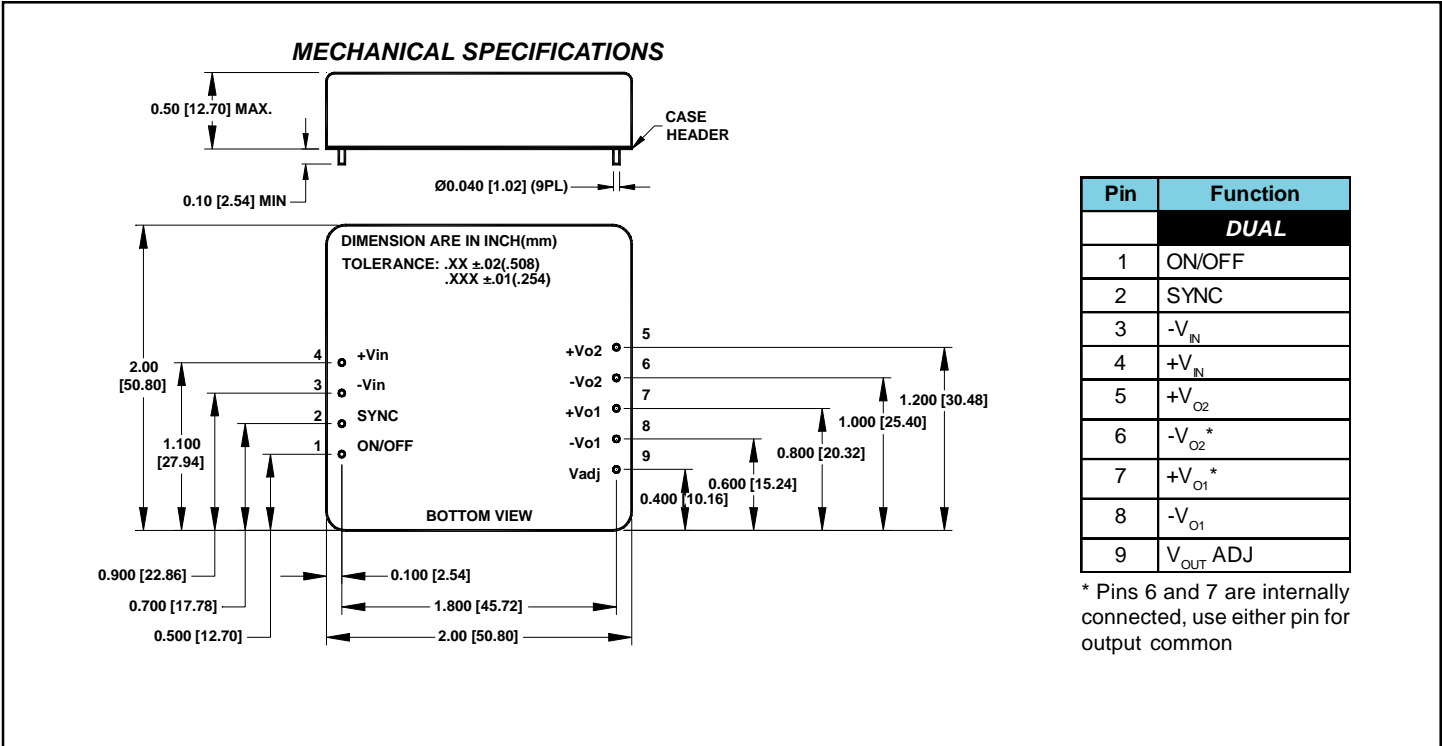 MECHANICAL SPECIFICATIONS
0.50 [12.70] MAX.
CASE
HEADER
Ø0.040 [1.02] (9PL)
0.10 [2.54] MIN
DIMENSION ARE IN INCH(mm)
TOLERANCE: .XX ±.02(.508)
.XXX ±.01(.254)
2.00
[50.80]
1.100
[27.94]
4 +Vin
3 -Vin
2 SYNC
1 ON/OFF
+Vo2 5
-Vo2 6
+Vo1 7
-Vo1 8
Vadj 9
1.200 [30.48]
1.000 [25.40]
0.800 [20.32]
0.600 [15.24]
0.400 [10.16]
BOTTOM VIEW
0.900 [22.86]
0.100 [2.54]
0.700 [17.78]
1.800 [45.72]
0.500 [12.70]
2.00 [50.80]
Pin Function
DUAL
1 ON/OFF
2 SYNC
3 -VIN
4 +VIN
5 +VO2
6 -VO2*
7 +VO1*
8 -VO1
9 VOUT ADJ
* Pins 6 and 7 are internally
connected, use either pin for
output common